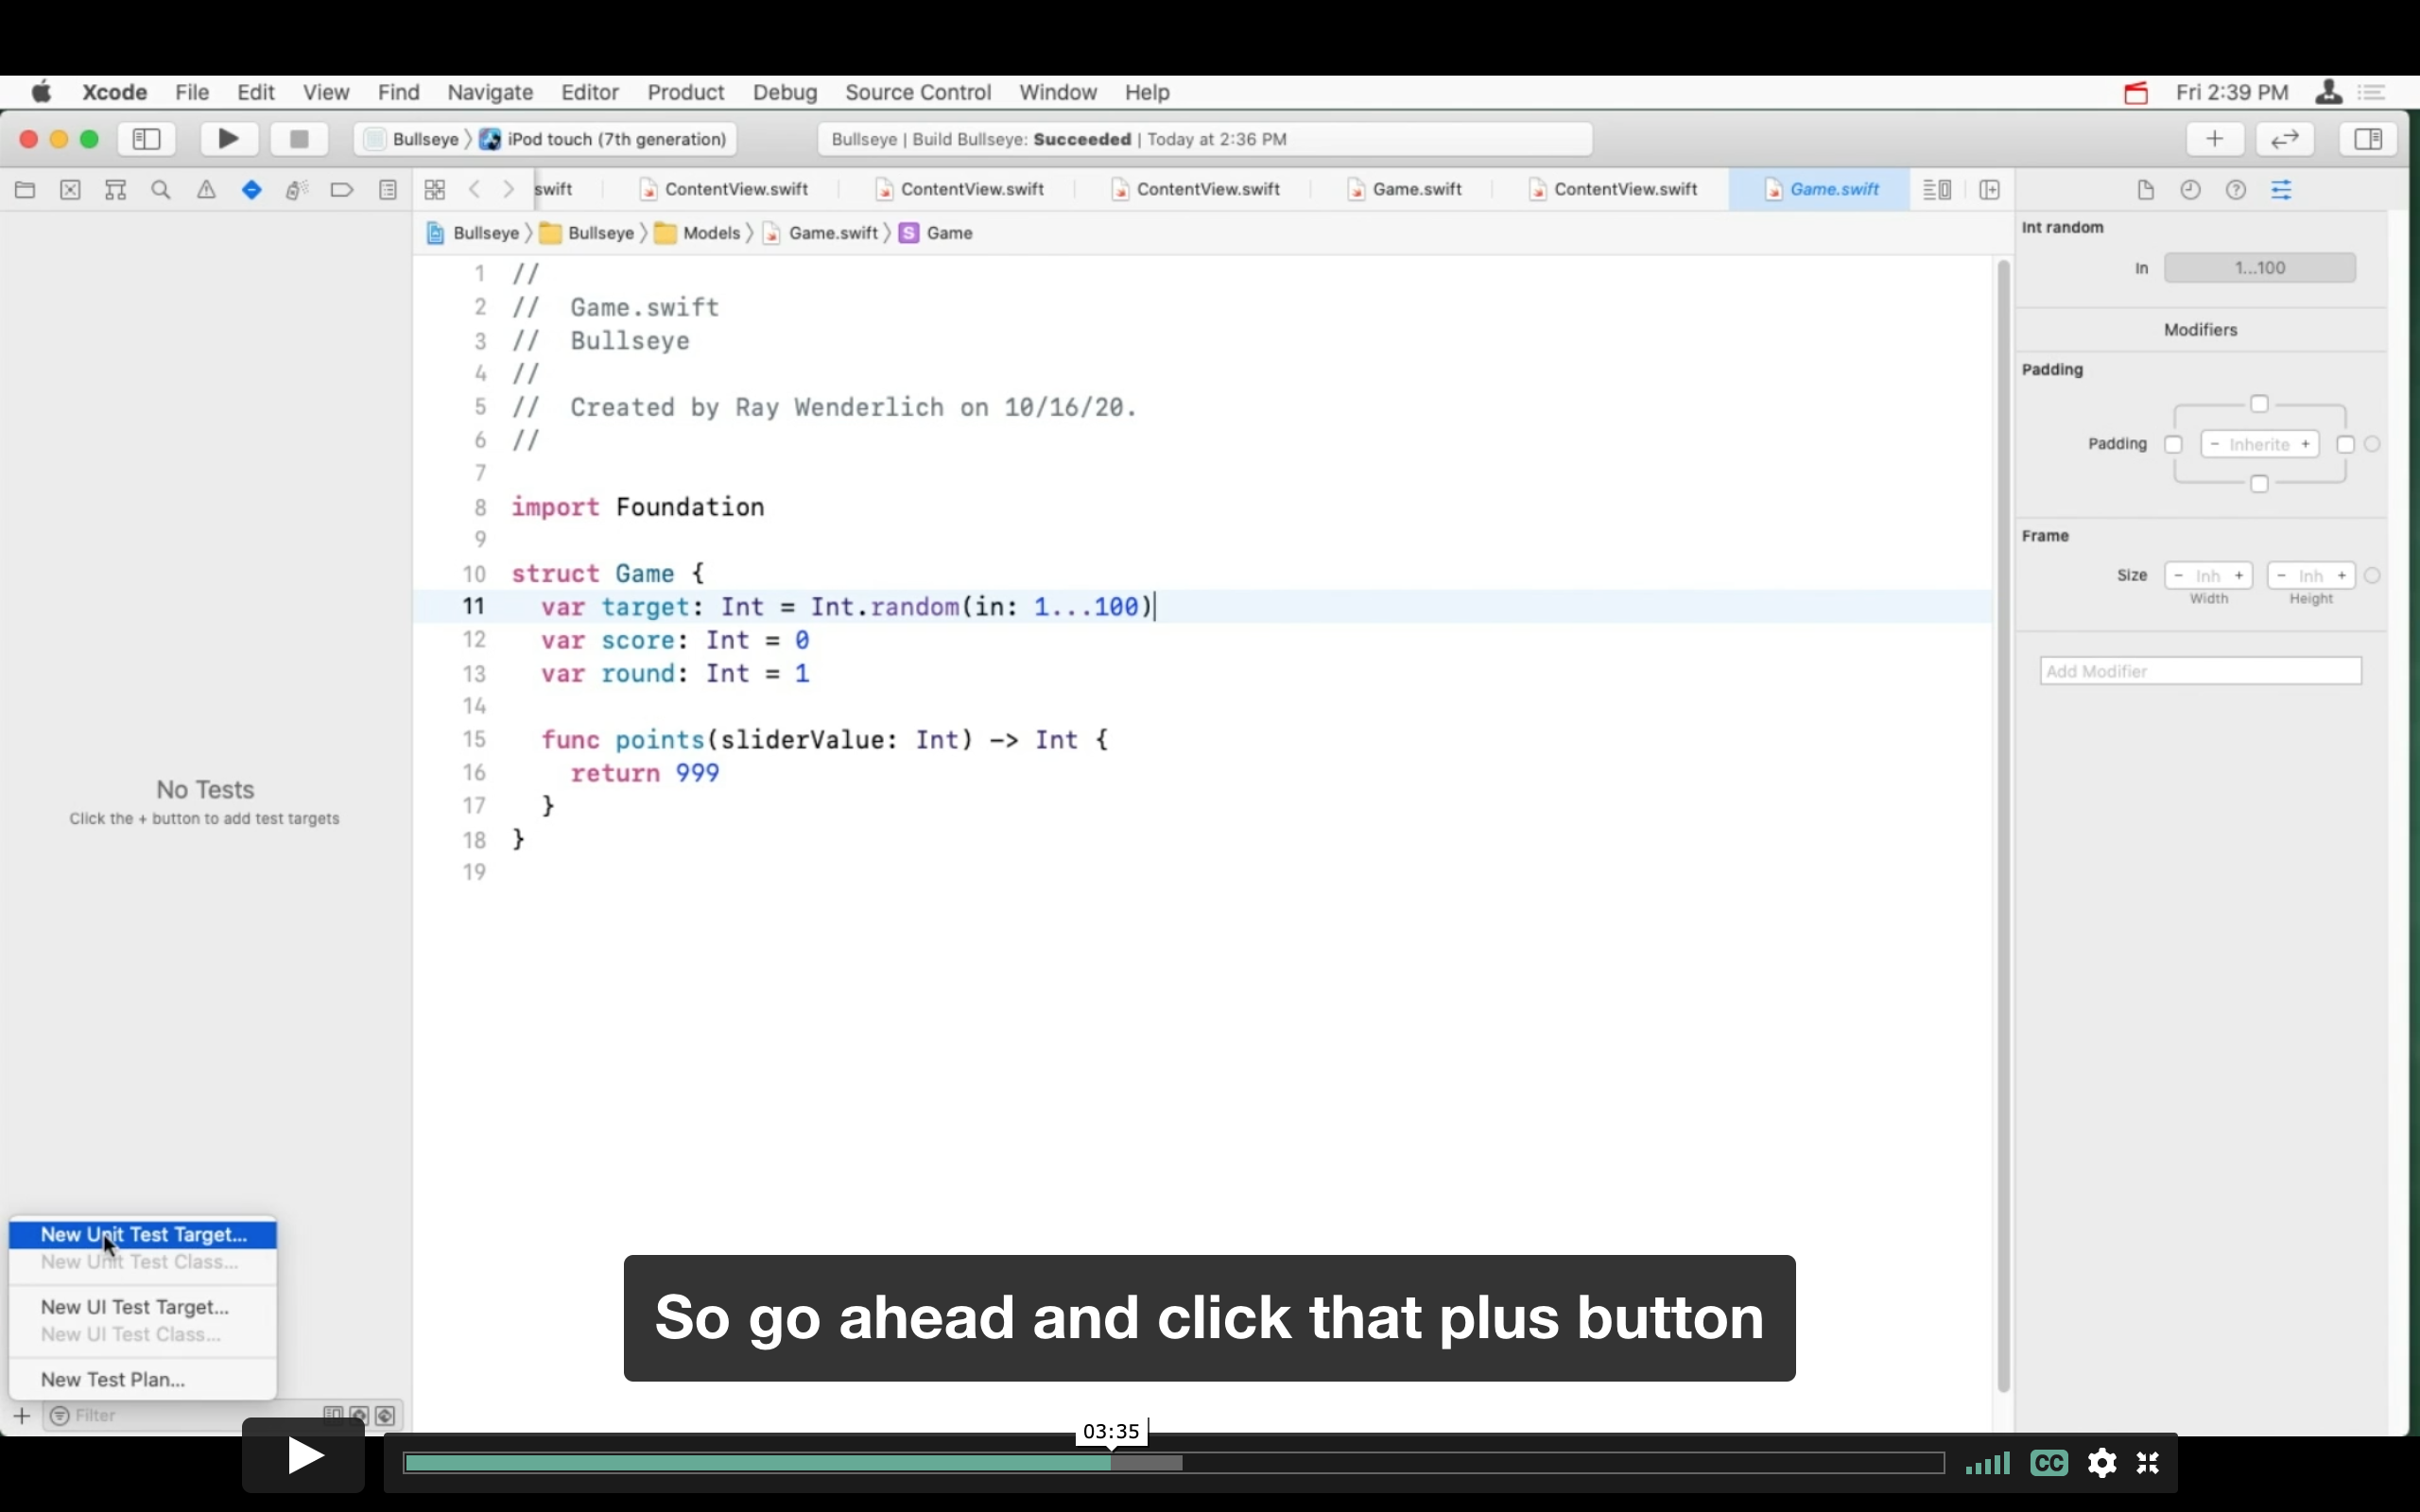 Xcode File Edit View Find Navigate Editor Product Debug Source Control Window Help Fri 2:39 PM
Bullseye 〉 iPod touch (7th generation) Bullseye | Build Bullseye: Succeeded | Today at 2:36 PM
swift ContentView.swift ContentView.swift ContentView.swift Game.swift ContentView.swift Game.swift
Bullseye 〉 Bullseye 〉 Models 〉 Game.swift 〉 S Game
1 //
2 //  Game.swift
3 //  Bullseye
4 //
5 //  Created by Ray Wenderlich on 10/16/20.
6 //
7
8 import Foundation
9
10 struct Game {
11   var target: Int = Int.random(in: 1...100)
12   var score: Int = 0
13   var round: Int = 1
14
15   func points(sliderValue: Int) -> Int {
16     return 999
17   }
18 }
19
No Tests
Click the + button to add test targets
New Unit Test Target...
New Unit Test Class...
New UI Test Target...
New UI Test Class...
New Test Plan...
+ Filter
Int random
In 1...100
Modifiers
Padding
Padding - Inherite +
Frame
Size - Inh + - Inh +
Width Height
Add Modifier
So go ahead and click that plus button
03:35
CC